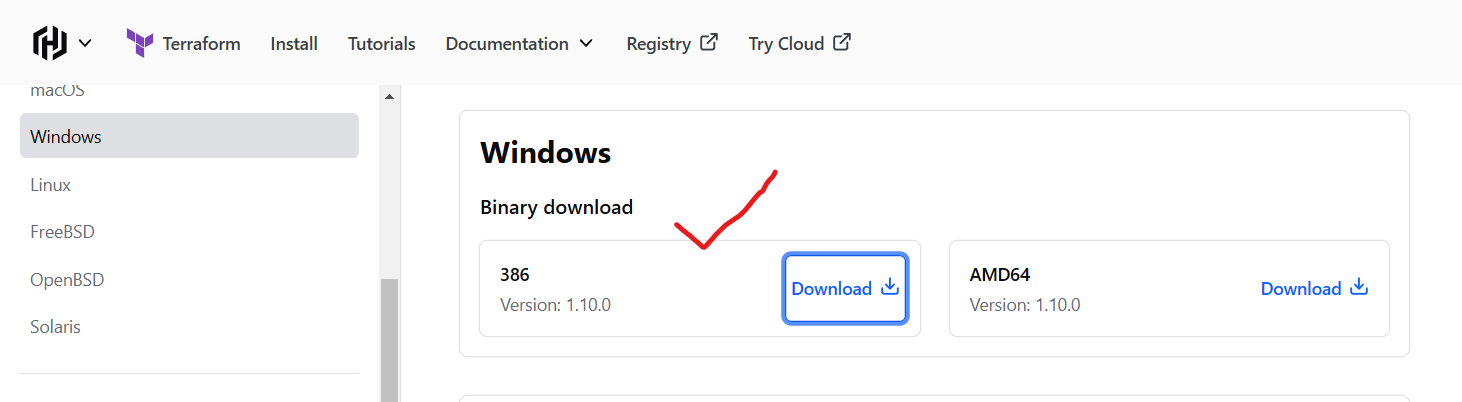 Terraform Install Tutorials Documentation Registry Try Cloud
macOS
Windows
Linux
FreeBSD
OpenBSD
Solaris
Windows
Binary download
386
Version: 1.10.0
Download
AMD64
Version: 1.10.0
Download